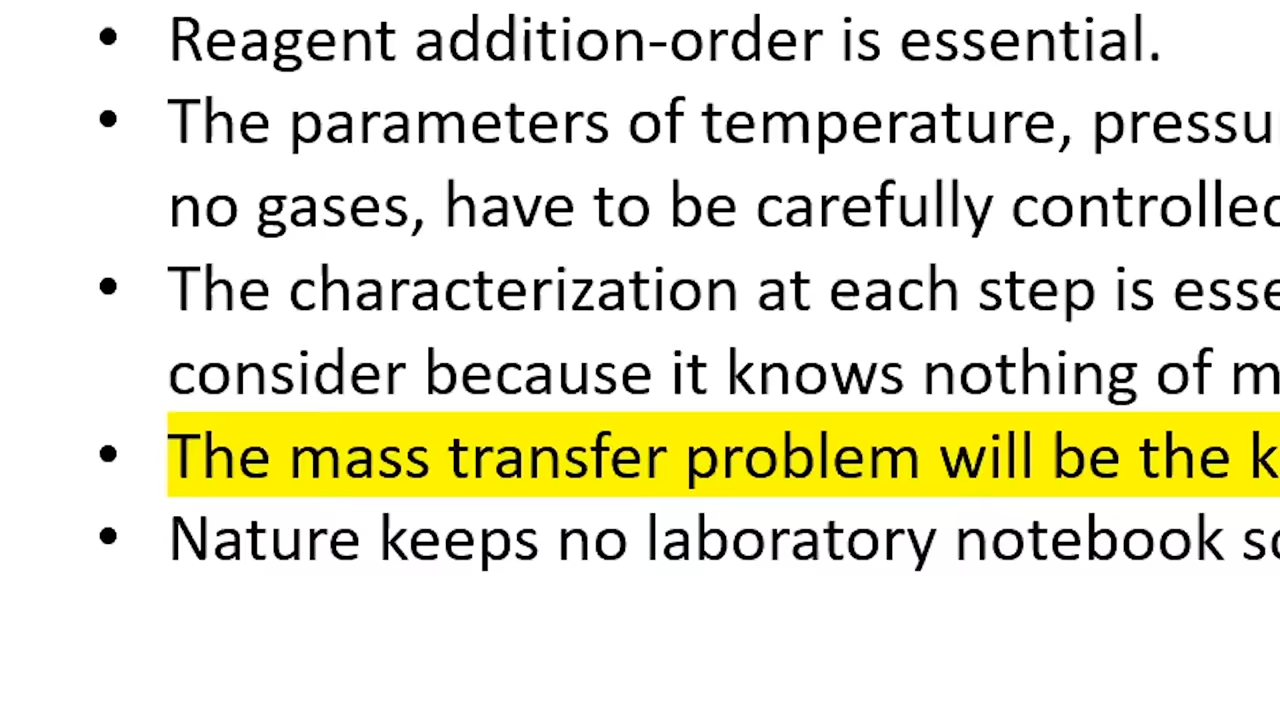 • Reagent addition-order is essential.
• The parameters of temperature, pressu
no gases, have to be carefully controlled
• The characterization at each step is esse
consider because it knows nothing of m
• The mass transfer problem will be the k
• Nature keeps no laboratory notebook so